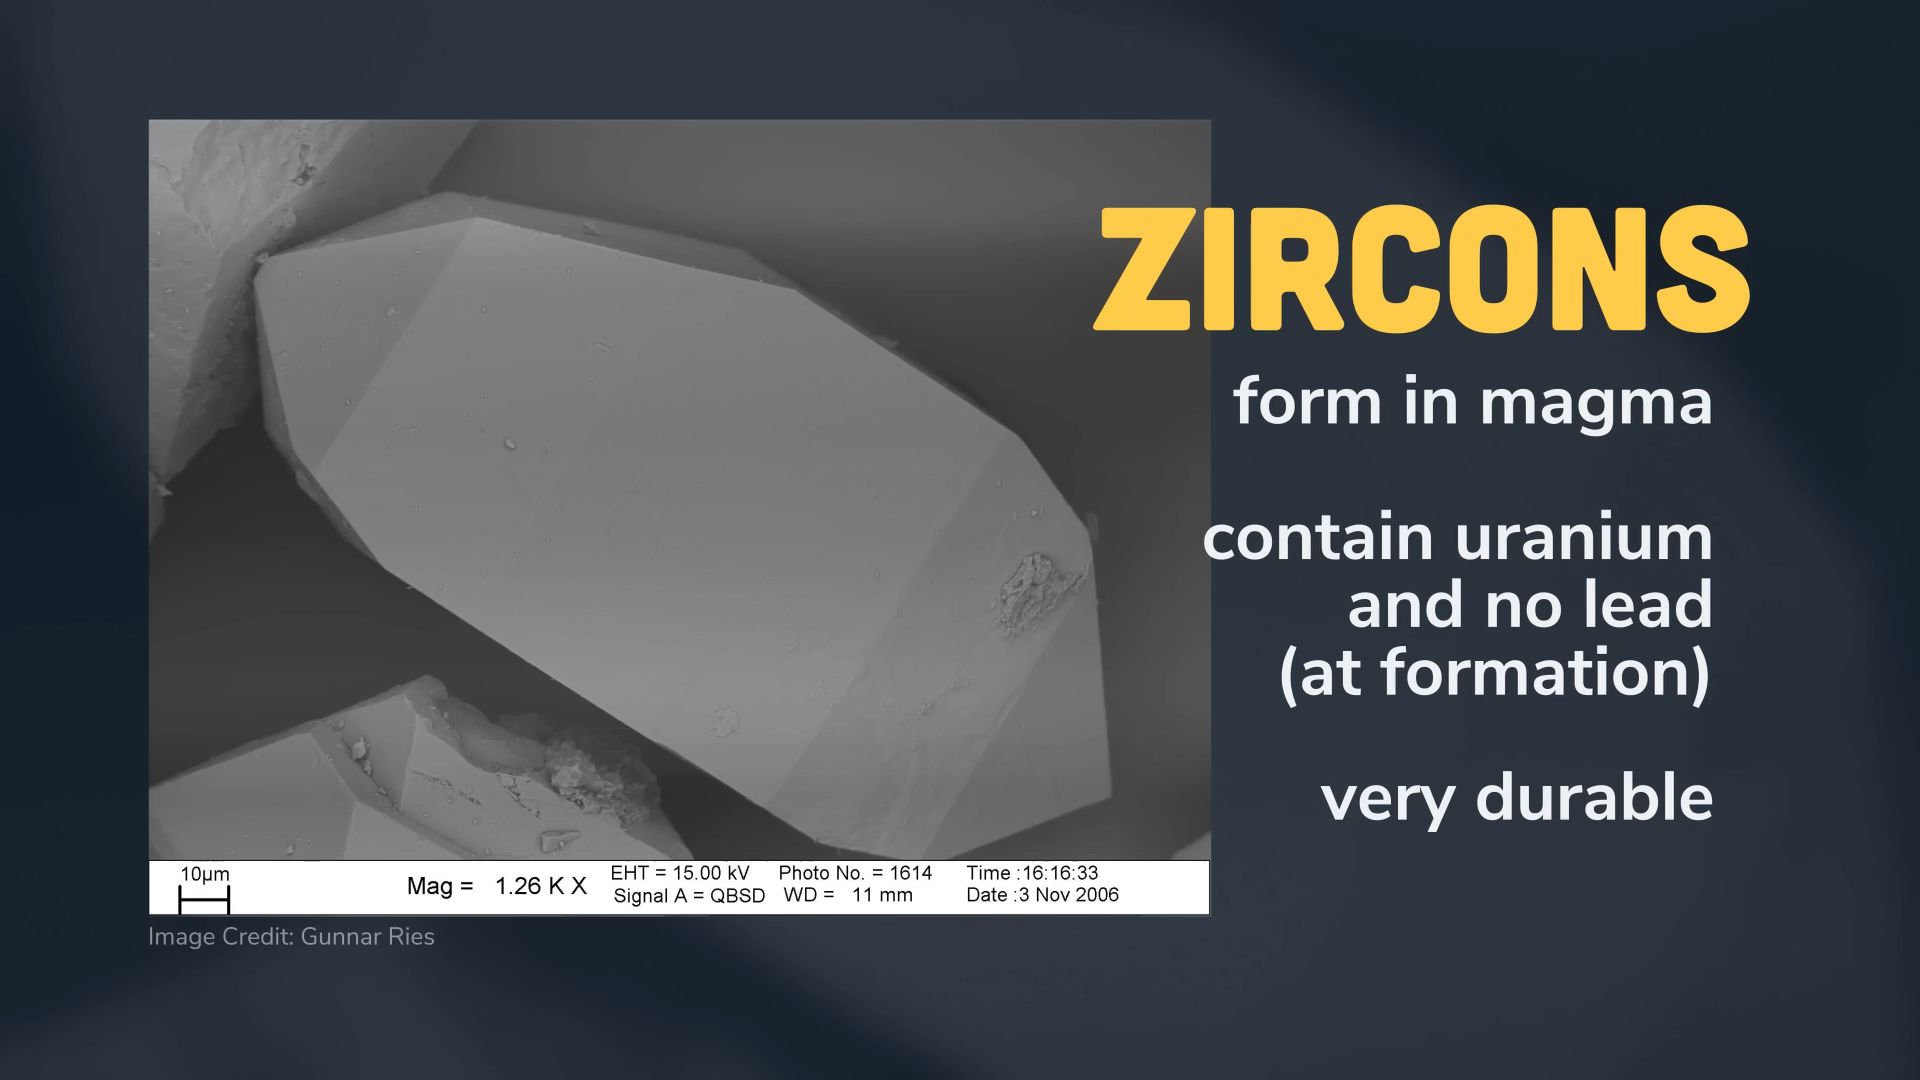 ZIRCONS
form in magma
contain uranium
and no lead
(at formation)
very durable
10µm
Mag = 1.26 K X
EHT = 15.00 kV
Signal A = QBSD
Photo No. = 1614
WD = 11 mm
Time :16:16:33
Date :3 Nov 2006
Image Credit: Gunnar Ries